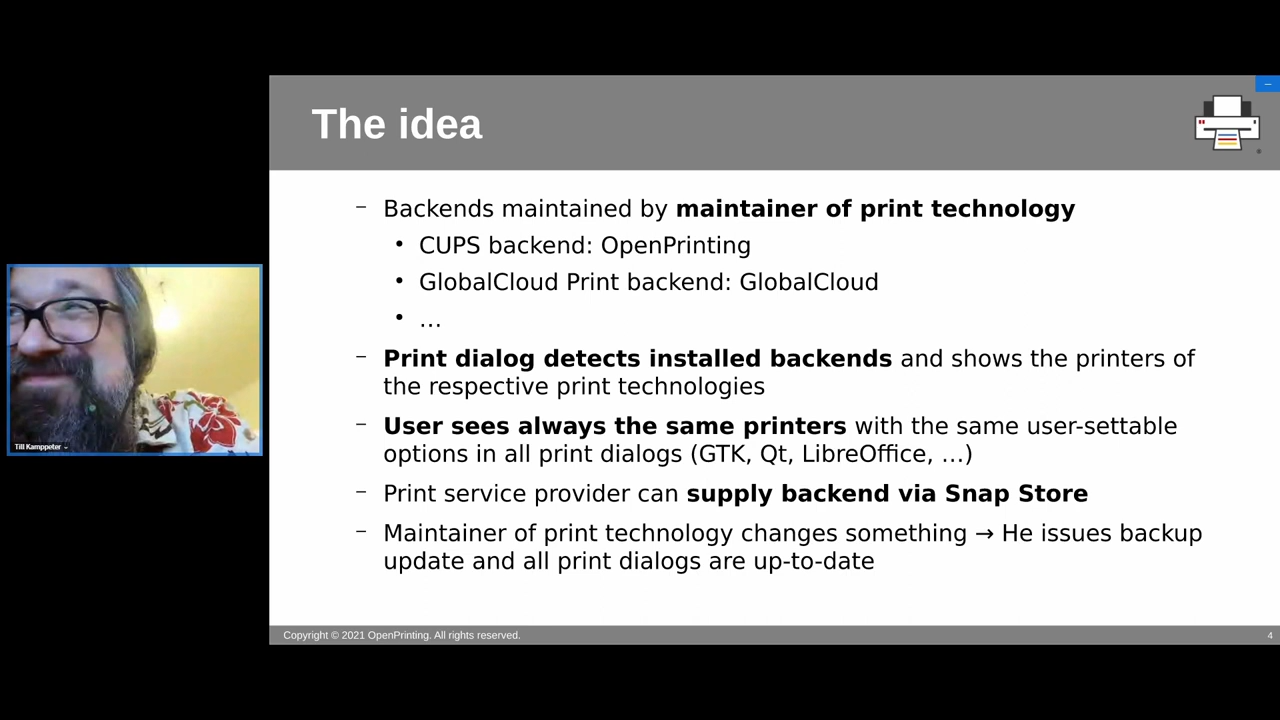 The idea
– Backends maintained by maintainer of print technology
• CUPS backend: OpenPrinting
• GlobalCloud Print backend: GlobalCloud
• …
– Print dialog detects installed backends and shows the printers of
the respective print technologies
– User sees always the same printers with the same user-settable
options in all print dialogs (GTK, Qt, LibreOffice, …)
– Print service provider can supply backend via Snap Store
– Maintainer of print technology changes something → He issues backup
update and all print dialogs are up-to-date
Till Kamppeter
Copyright © 2021 OpenPrinting. All rights reserved.
4